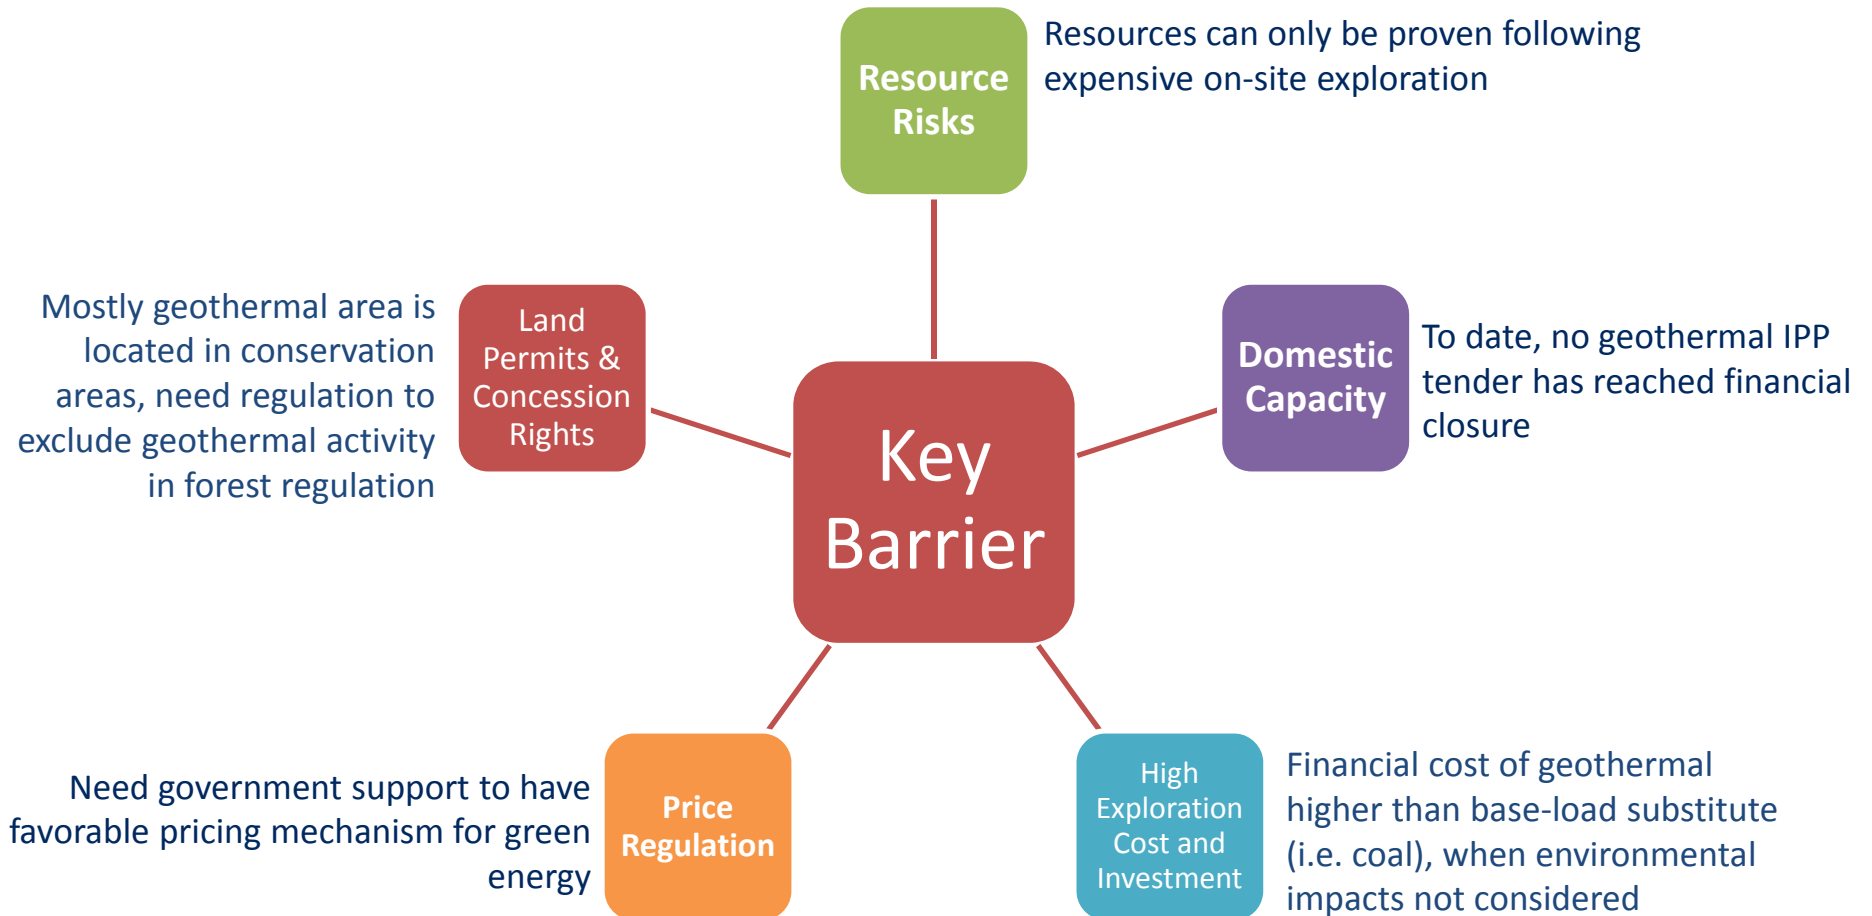 Resource
Risks
Resources can only be proven following
expensive on-site exploration
Mostly geothermal area is
located in conservation
areas, need regulation to
exclude geothermal activity
in forest regulation
Land
Permits &
Concession
Rights
Key
Barrier
Domestic
Capacity
To date, no geothermal IPP
tender has reached financial
closure
Need government support to have
favorable pricing mechanism for green
energy
Price
Regulation
High
Exploration
Cost and
Investment
Financial cost of geothermal
higher than base-load substitute
(i.e. coal), when environmental
impacts not considered